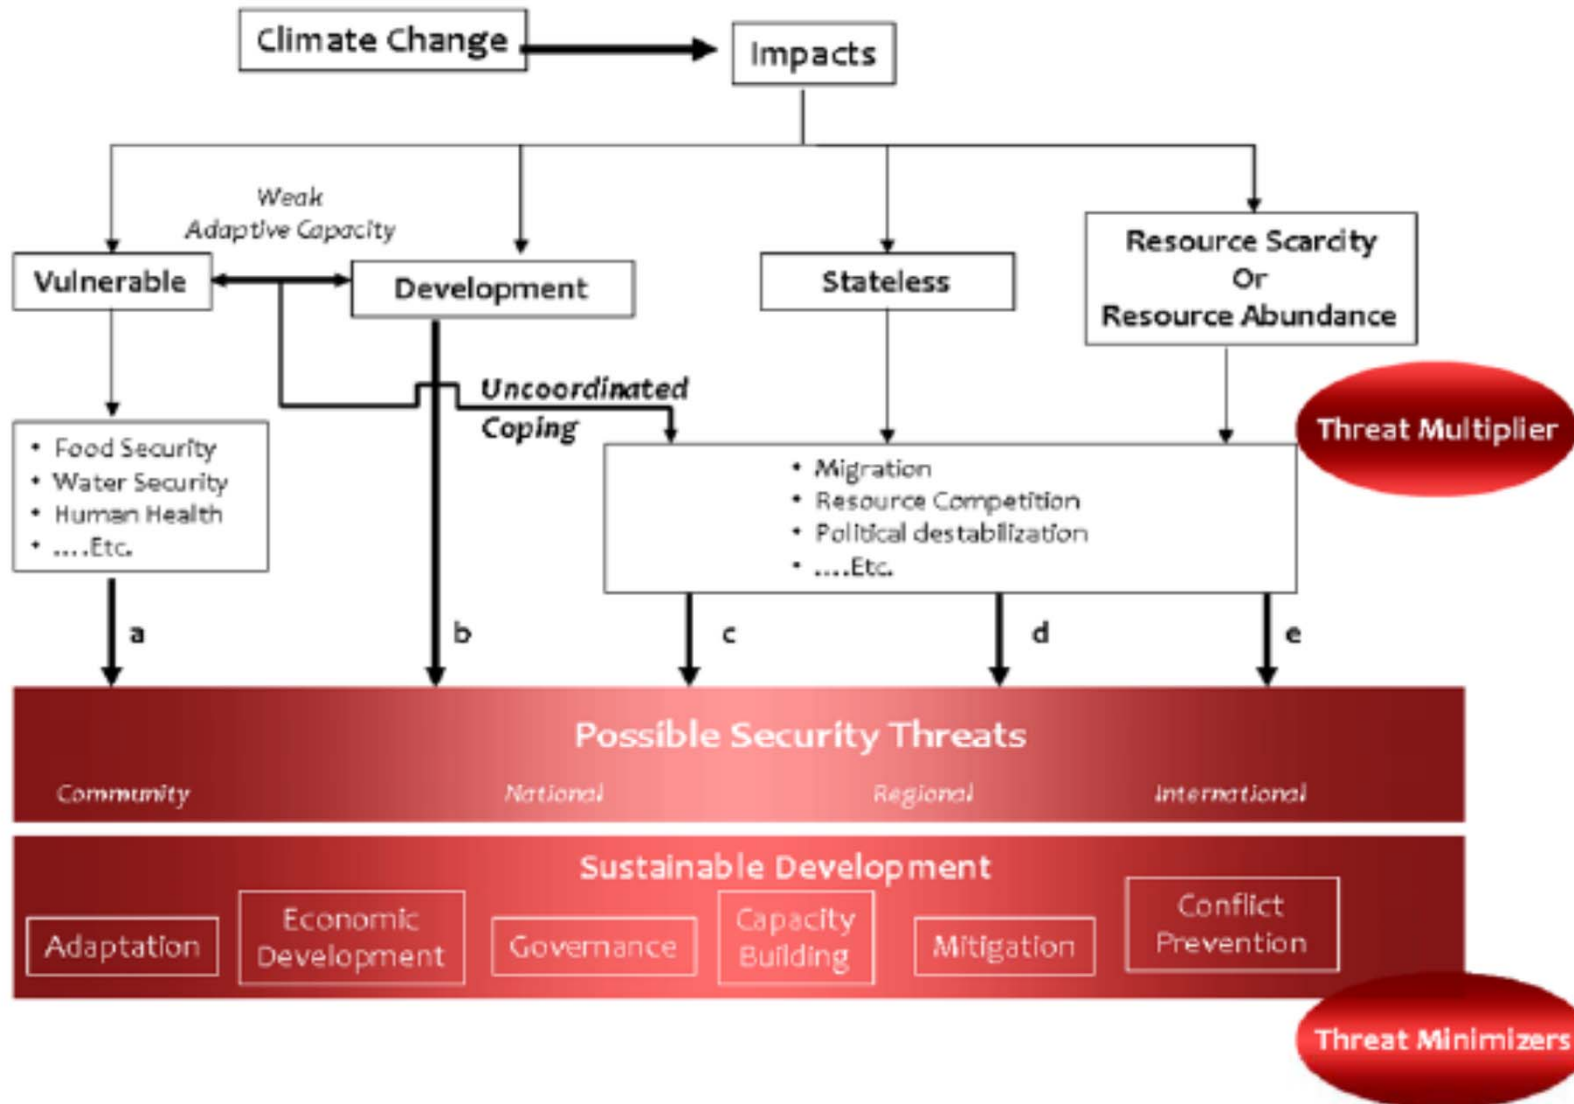 Climate Change
Impacts
Weak
Adaptive Capacity
Vulnerable
Development
Stateless
Resource Scarcity
Or
Resource Abundance
Uncoordinated
Coping
Threat Multiplier
• Food Security
• Water Security
• Human Health
• ....Etc.
• Migration
• Resource Competition
• Political destabilization
• ....Etc.
a
b
c
d
e
Possible Security Threats
Community
National
Regional
International
Sustainable Development
Adaptation
Economic
Development
Governance
Capacity
Building
Mitigation
Conflict
Prevention
Threat Minimizers